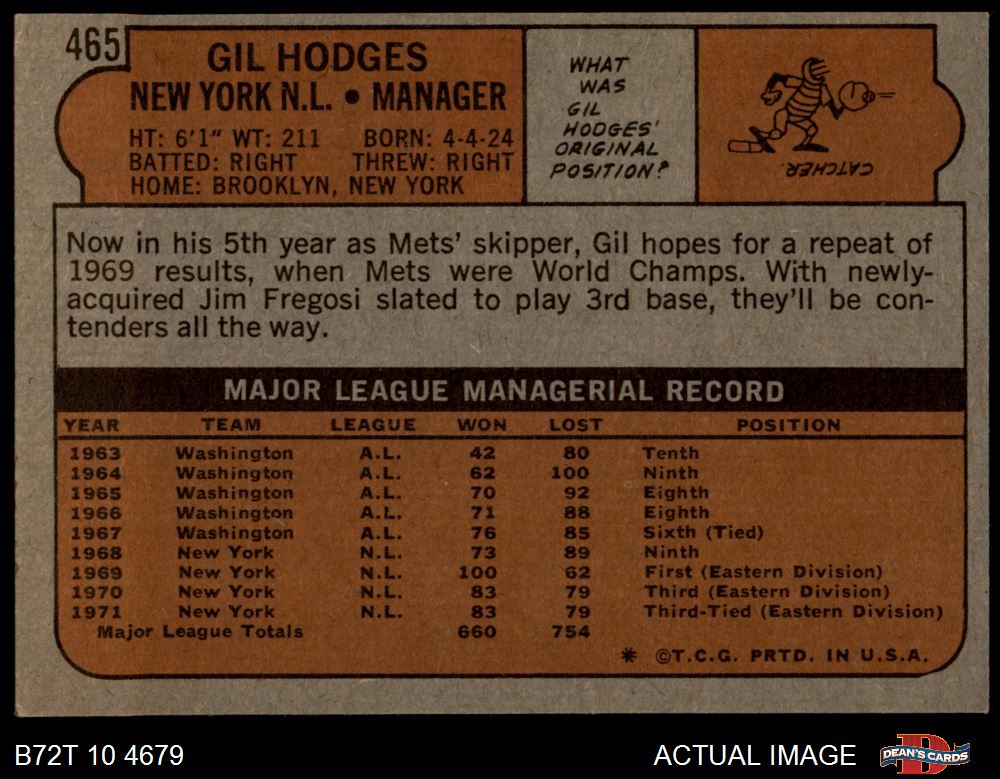 465
GIL HODGES
NEW YORK N.L. • MANAGER
HT: 6'1" WT: 211 BORN: 4-4-24
BATTED: RIGHT THREW: RIGHT
HOME: BROOKLYN, NEW YORK
WHAT
WAS
GIL
HODGES'
ORIGINAL
POSITION?
CATCHER.
Now in his 5th year as Mets' skipper, Gil hopes for a repeat of
1969 results, when Mets were World Champs. With newly-
acquired Jim Fregosi slated to play 3rd base, they'll be con-
tenders all the way.
MAJOR LEAGUE MANAGERIAL RECORD
YEAR TEAM LEAGUE WON LOST POSITION
1963 Washington A.L. 42 80 Tenth
1964 Washington A.L. 62 100 Ninth
1965 Washington A.L. 70 92 Eighth
1966 Washington A.L. 71 88 Eighth
1967 Washington A.L. 76 85 Sixth (Tied)
1968 New York N.L. 73 89 Ninth
1969 New York N.L. 100 62 First (Eastern Division)
1970 New York N.L. 83 79 Third (Eastern Division)
1971 New York N.L. 83 79 Third-Tied (Eastern Division)
Major League Totals 660 754
* ©T.C.G. PRTD. IN U.S.A.
B72T 10 4679
ACTUAL IMAGE
D
DEAN'S CARDS